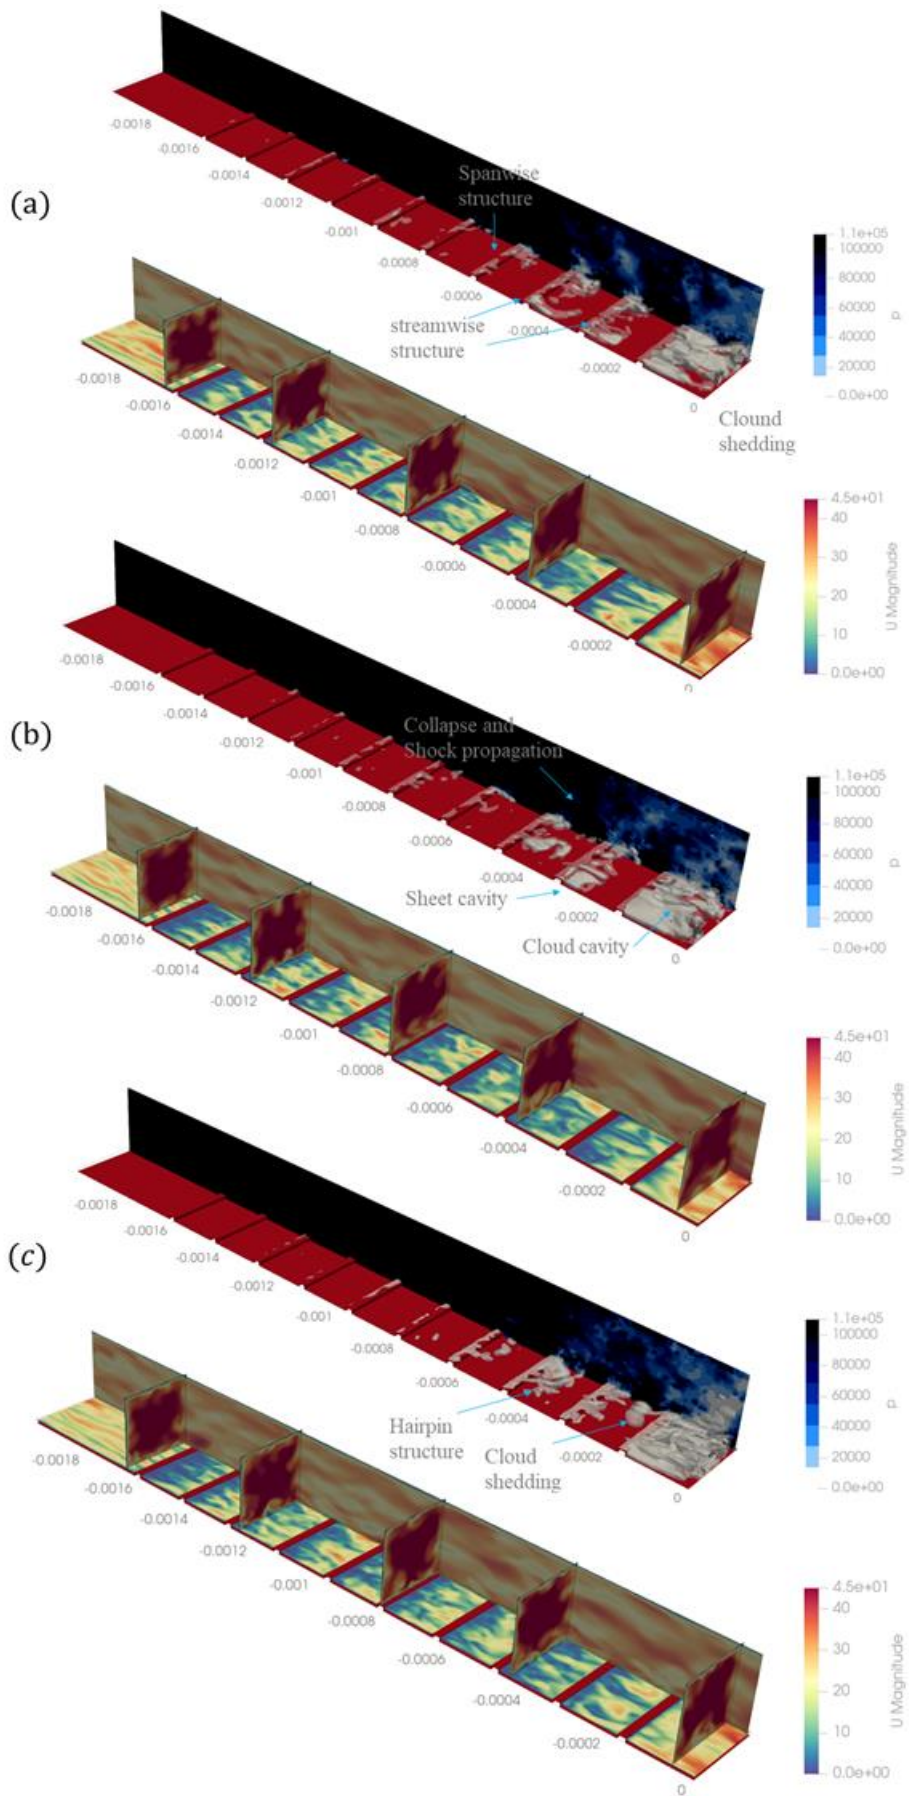 -0.0018
-0.0016
-0.0014
-0.0012
-0.001
-0.0008
-0.0006
-0.0004
-0.0002
0
Spanwise
structure
streamwise
structure
Clound
shedding
(a)
1.1e+05
100000
80000
60000
40000
20000
0.0e+00
p
-0.0018
-0.0016
-0.0014
-0.0012
-0.001
-0.0008
-0.0006
-0.0004
-0.0002
0
4.5e+01
40
30
20
10
0.0e+00
U Magnitude
-0.0018
-0.0016
-0.0014
-0.0012
-0.001
-0.0008
-0.0006
-0.0004
-0.0002
0
Collapse and
Shock propagation
Sheet cavity
Cloud cavity
(b)
1.1e+05
100000
80000
60000
40000
20000
0.0e+00
p
-0.0018
-0.0016
-0.0014
-0.0012
-0.001
-0.0008
-0.0006
-0.0004
-0.0002
0
4.5e+01
40
30
20
10
0.0e+00
U Magnitude
-0.0018
-0.0016
-0.0014
-0.0012
-0.001
-0.0008
-0.0006
-0.0004
-0.0002
0
Hairpin
structure
Cloud
shedding
(c)
1.1e+05
100000
80000
60000
40000
20000
0.0e+00
p
-0.0018
-0.0016
-0.0014
-0.0012
-0.001
-0.0008
-0.0006
-0.0004
-0.0002
0
4.5e+01
40
30
20
10
0.0e+00
U Magnitude